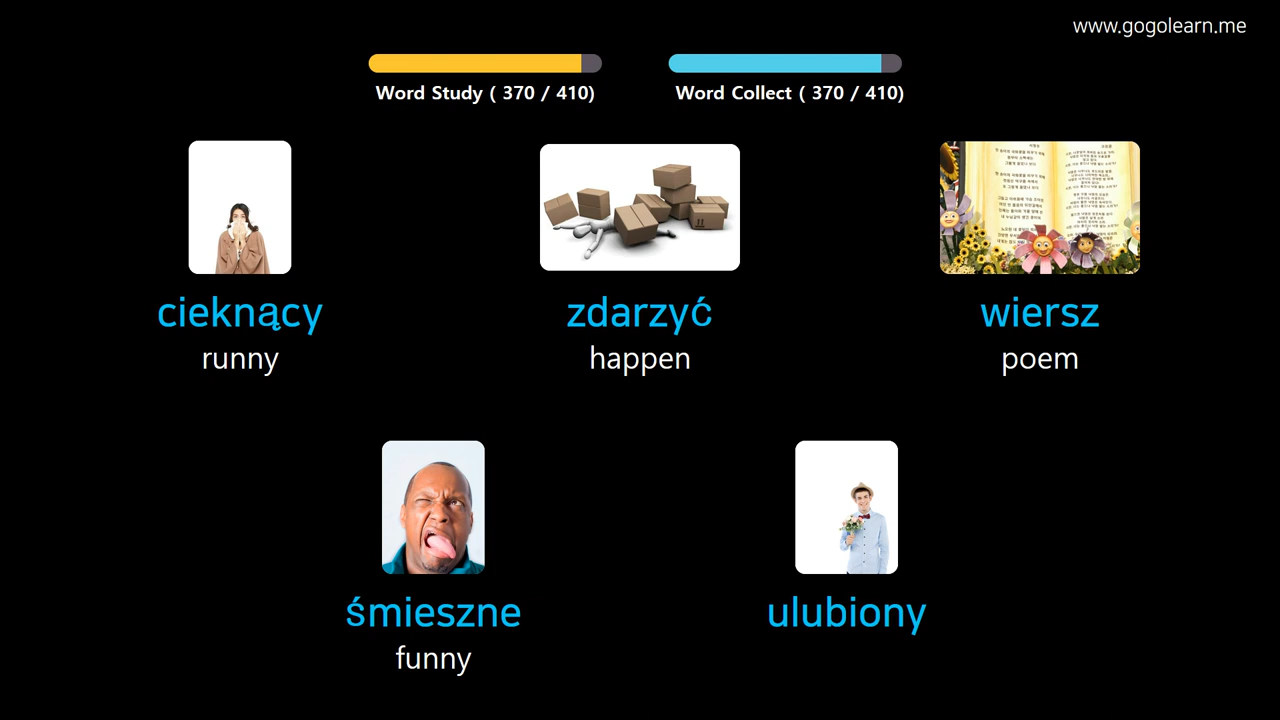 www.gogolearn.me
Word Study ( 370 / 410)
Word Collect ( 370 / 410)
cieknący
runny
zdarzyć
happen
wiersz
poem
śmieszne
funny
ulubiony